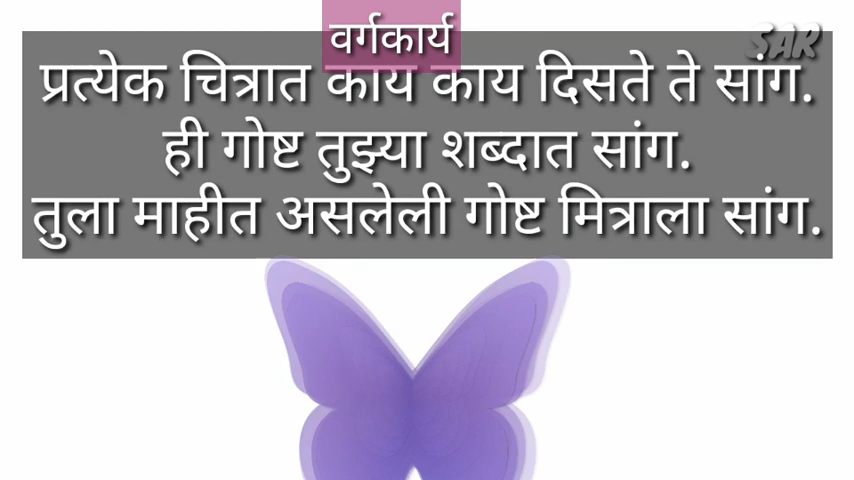 वर्गकार्य
SAR
प्रत्येक चित्रात काय काय दिसते ते सांग.
ही गोष्ट तुझ्या शब्दात सांग.
तुला माहीत असलेली गोष्ट मित्राला सांग.